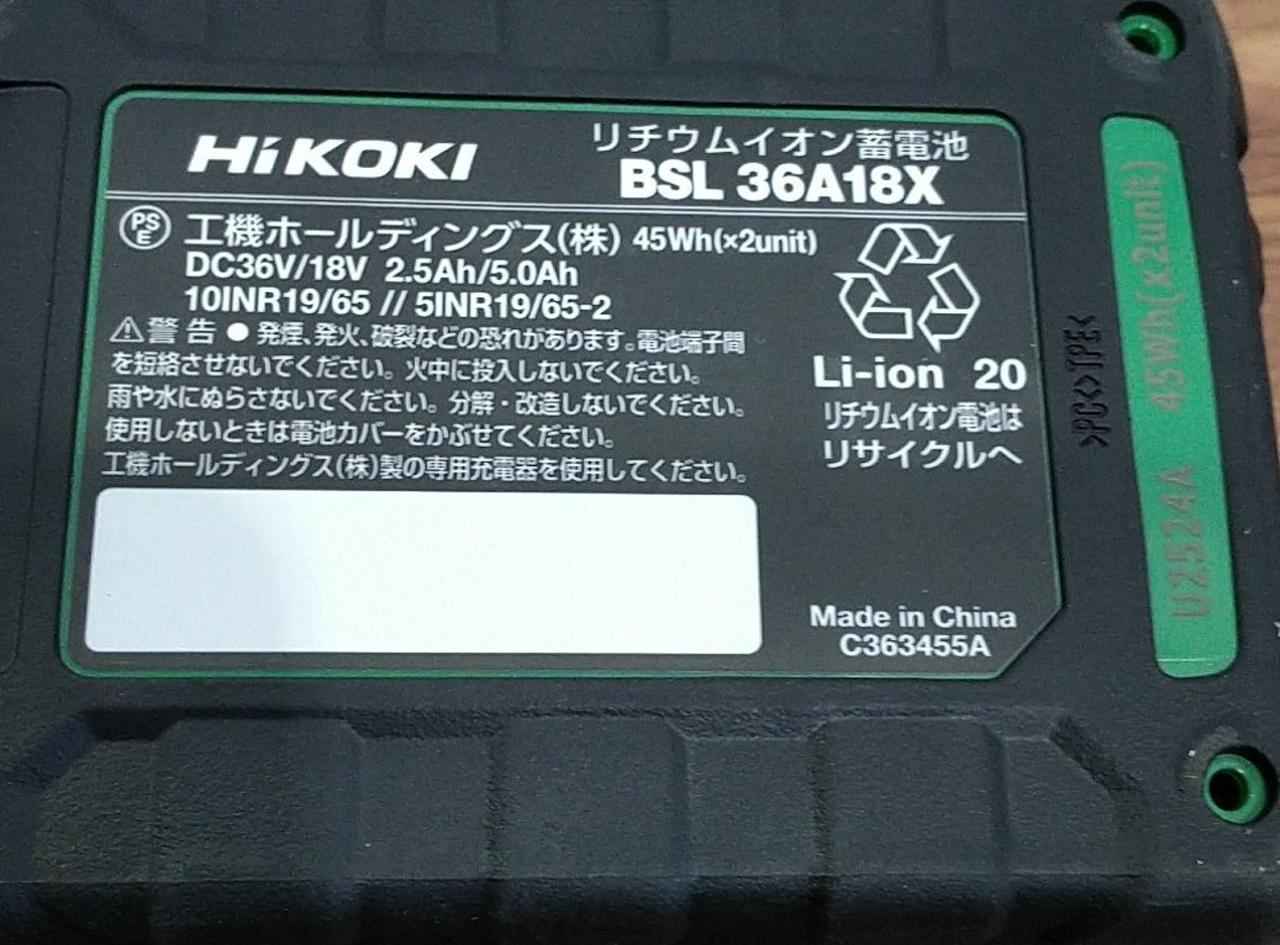 HiKOKI
リチウムイオン蓄電池
BSL 36A18X
PSE
工機ホールディングス(株) 45Wh(×2unit)
DC36V/18V 2.5Ah/5.0Ah
10INR19/65 // 5INR19/65-2
⚠警告 ● 発煙、発火、破裂などの恐れがあります。電池端子間
を短絡させないでください。火中に投入しないでください。
雨や水にぬらさないでください。分解・改造しないでください。
使用しないときは電池カバーをかぶせてください。
工機ホールディングス(株)製の専用充電器を使用してください。
Li-ion 20
リチウムイオン電池は
リサイクルへ
Made in China
C363455A
>PC<>TPE<
U2524A 45Wh(x2unit)